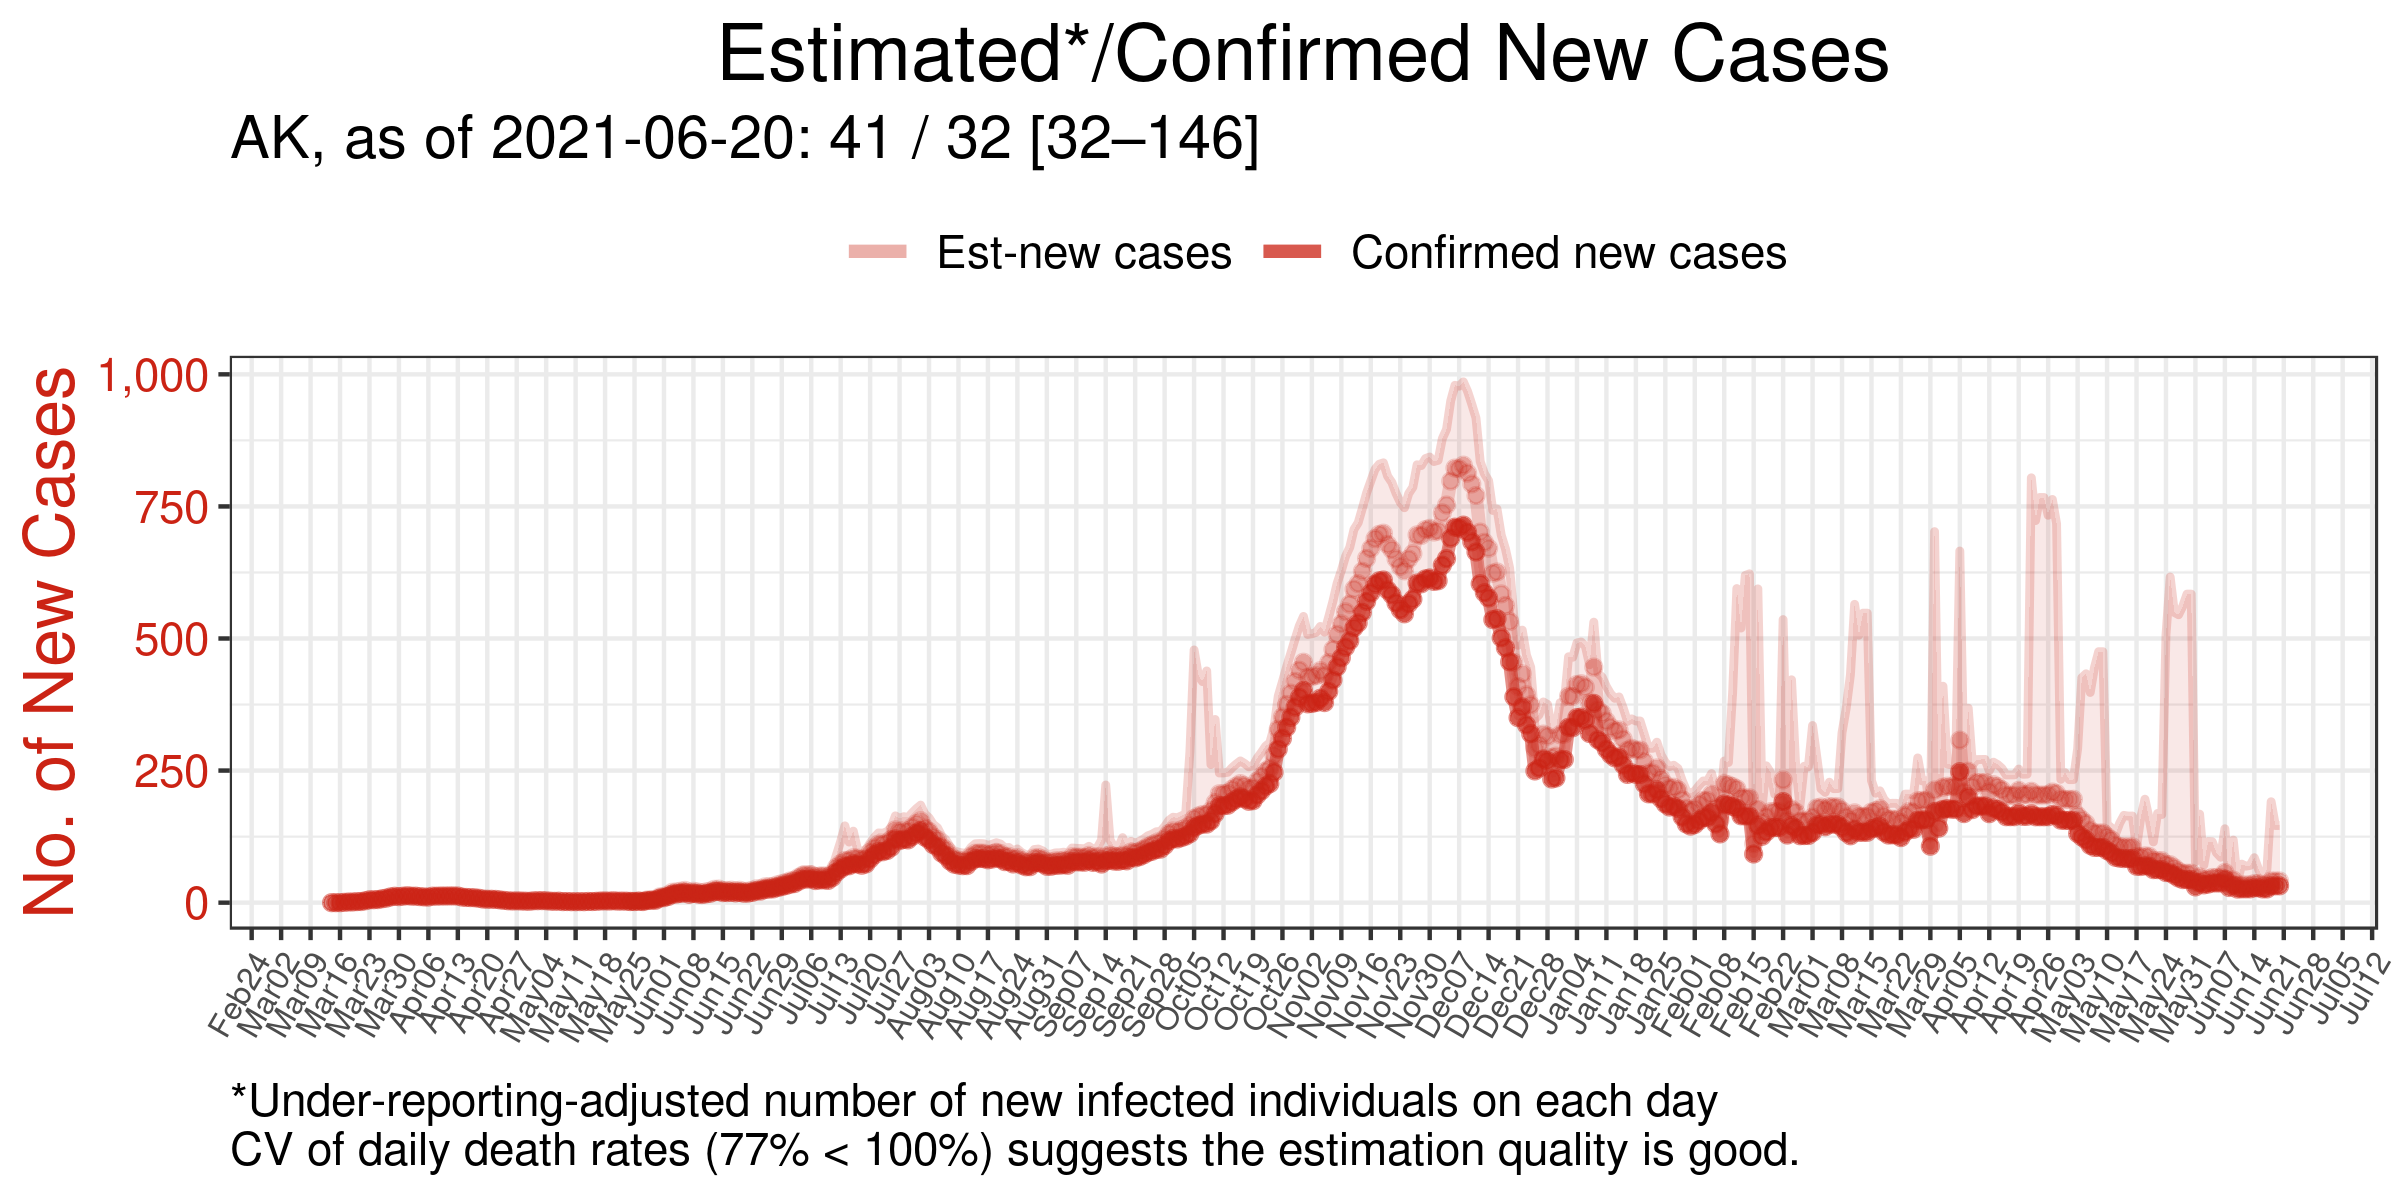 Estimated*/Confirmed New Cases
AK, as of 2021-06-20: 41 / 32 [32–146]
Est-new cases
Confirmed new cases
No. of New Cases
1,000
750
500
250
0
Feb24
Mar02
Mar09
Mar16
Mar23
Mar30
Apr06
Apr13
Apr20
Apr27
May04
May11
May18
May25
Jun01
Jun08
Jun15
Jun22
Jun29
Jul06
Jul13
Jul20
Jul27
Aug03
Aug10
Aug17
Aug24
Aug31
Sep07
Sep14
Sep21
Sep28
Oct05
Oct12
Oct19
Oct26
Nov02
Nov09
Nov16
Nov23
Nov30
Dec07
Dec14
Dec21
Dec28
Jan04
Jan11
Jan18
Jan25
Feb01
Feb08
Feb15
Feb22
Mar01
Mar08
Mar15
Mar22
Mar29
Apr05
Apr12
Apr19
Apr26
May03
May10
May17
May24
May31
Jun07
Jun14
Jun21
Jun28
Jul05
Jul12
*Under-reporting-adjusted number of new infected individuals on each day
CV of daily death rates (77% < 100%) suggests the estimation quality is good.